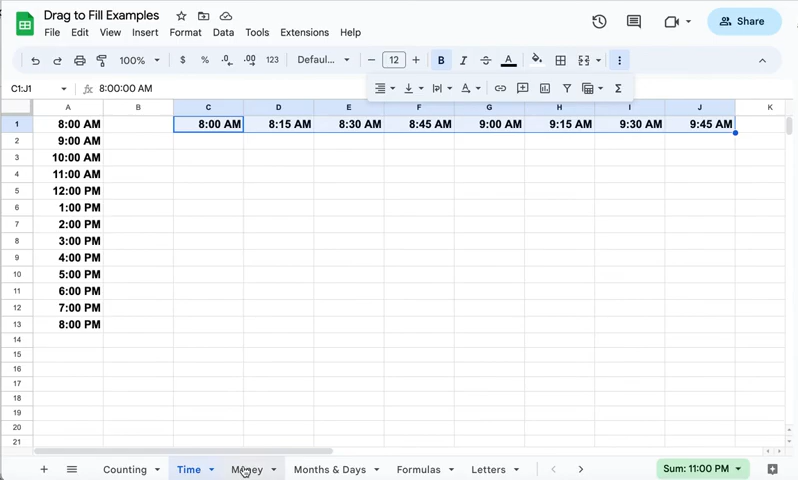 Drag to Fill Examples
File Edit View Insert Format Data Tools Extensions Help
Share
100% $ % .0 .00 123 Defaul... − 12 + B I S A
C1:J1 fx 8:00:00 AM
A B C D E F G H I J K
1 8:00 AM 8:00 AM 8:15 AM 8:30 AM 8:45 AM 9:00 AM 9:15 AM 9:30 AM 9:45 AM
2 9:00 AM
3 10:00 AM
4 11:00 AM
5 12:00 PM
6 1:00 PM
7 2:00 PM
8 3:00 PM
9 4:00 PM
10 5:00 PM
11 6:00 PM
12 7:00 PM
13 8:00 PM
14
15
16
17
18
19
20
21
Counting Time Money Months & Days Formulas Letters Sum: 11:00 PM